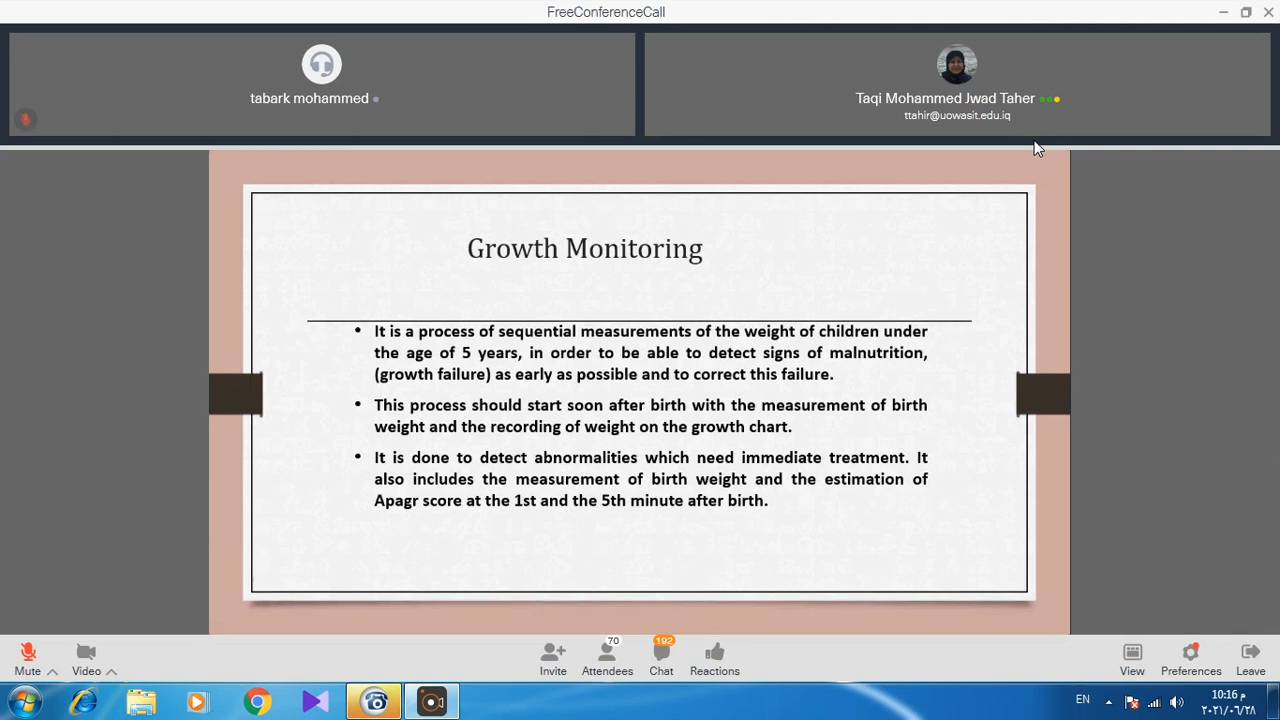 FreeConferenceCall
tabark mohammed
Taqi Mohammed Jwad Taher
ttahir@uowasit.edu.iq
Growth Monitoring
• It is a process of sequential measurements of the weight of children under
the age of 5 years, in order to be able to detect signs of malnutrition,
(growth failure) as early as possible and to correct this failure.
• This process should start soon after birth with the measurement of birth
weight and the recording of weight on the growth chart.
• It is done to detect abnormalities which need immediate treatment. It
also includes the measurement of birth weight and the estimation of
Apagr score at the 1st and the 5th minute after birth.
70
192
Mute
Video
Invite
Attendees
Chat
Reactions
View
Preferences
Leave
EN
10:16 م
٢٠٢١/٠٦/٢٨